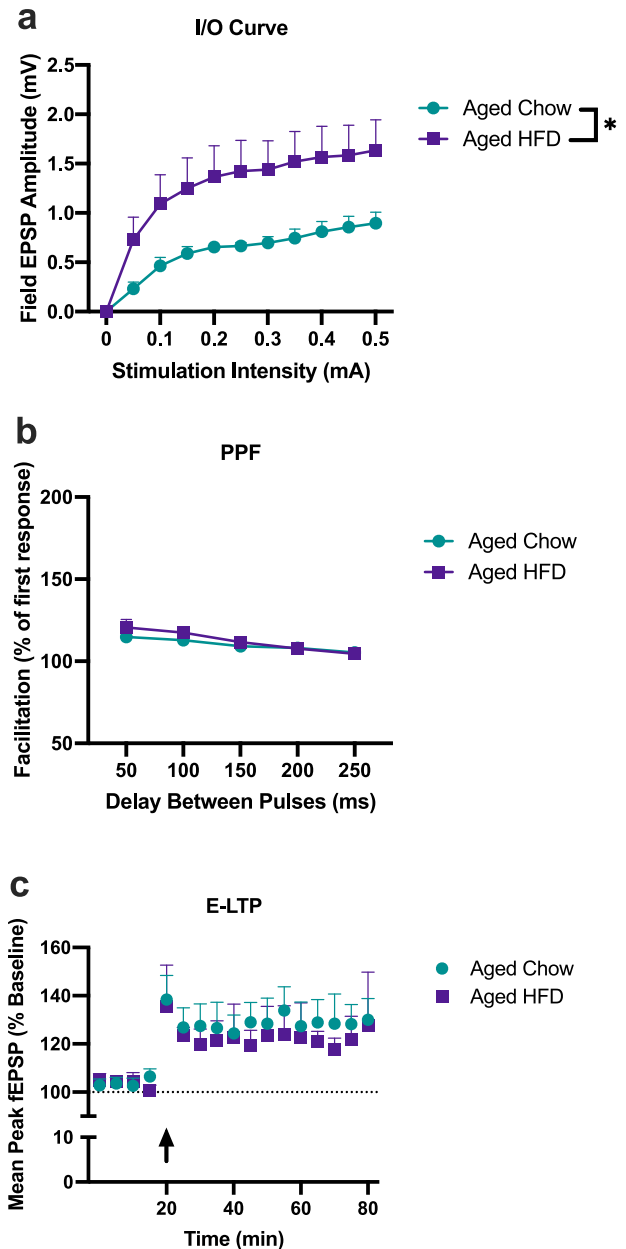 a
I/O Curve
Field EPSP Amplitude (mV)
2.5
2.0
1.5
1.0
0.5
0.0
0 0.1 0.2 0.3 0.4 0.5
Stimulation Intensity (mA)
Aged Chow
Aged HFD
*
b
PPF
Facilitation (% of first response)
200
150
100
50
50 100 150 200 250
Delay Between Pulses (ms)
Aged Chow
Aged HFD
c
E-LTP
Mean Peak fEPSP (% Baseline)
160
140
120
100
10
0
20 40 60 80
Time (min)
Aged Chow
Aged HFD